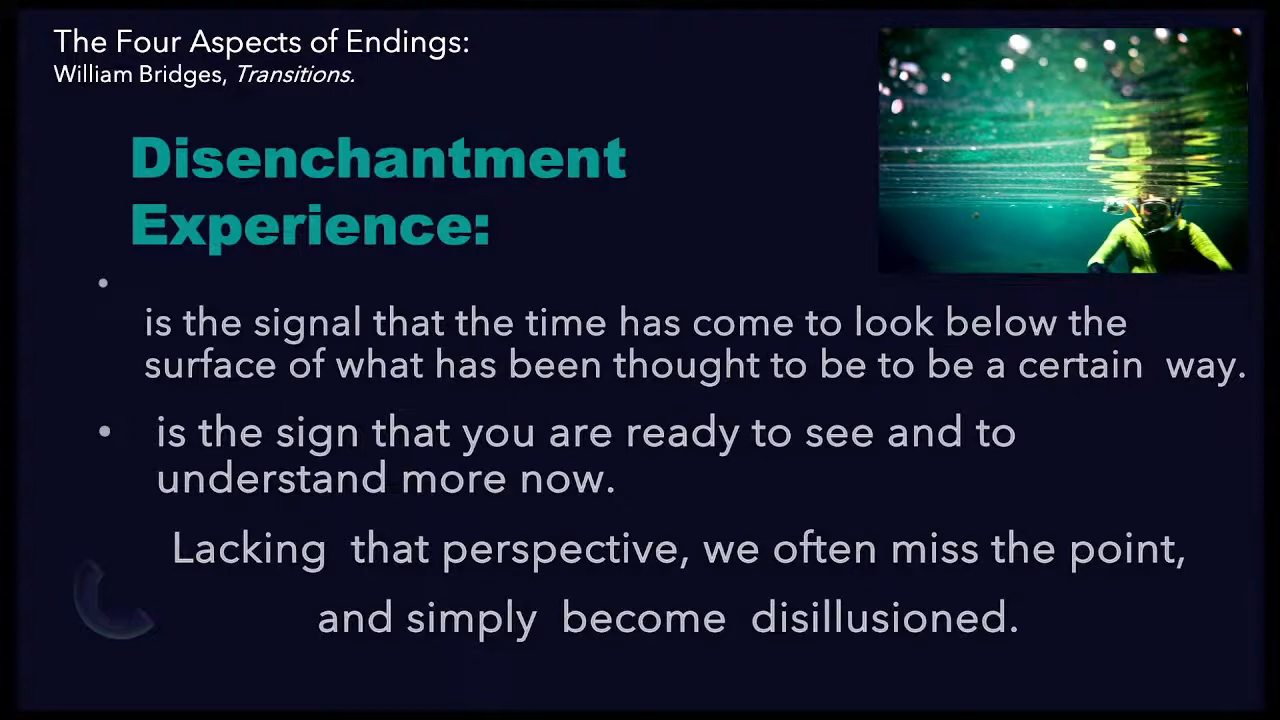 The Four Aspects of Endings:
William Bridges, Transitions.
Disenchantment
Experience:
•
is the signal that the time has come to look below the
surface of what has been thought to be to be a certain way.
• is the sign that you are ready to see and to
understand more now.
Lacking that perspective, we often miss the point,
and simply become disillusioned.